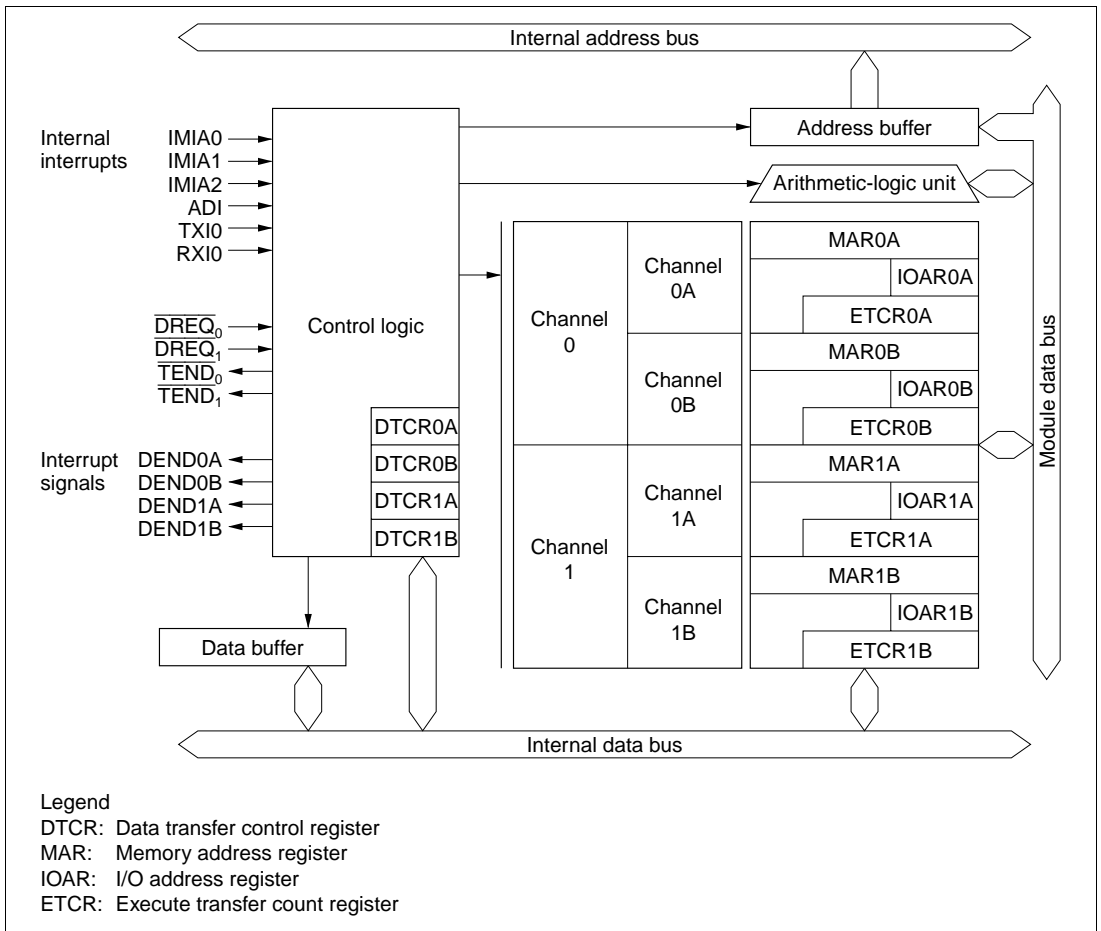 Internal address bus
Internal interrupts
IMIA0
IMIA1
IMIA2
ADI
TXI0
RXI0
DREQ0
DREQ1
TEND0
TEND1
Interrupt signals
DEND0A
DEND0B
DEND1A
DEND1B
Control logic
DTCR0A
DTCR0B
DTCR1A
DTCR1B
Data buffer
Address buffer
Arithmetic-logic unit
Channel 0
Channel 0A
Channel 0B
Channel 1
Channel 1A
Channel 1B
MAR0A
IOAR0A
ETCR0A
MAR0B
IOAR0B
ETCR0B
MAR1A
IOAR1A
ETCR1A
MAR1B
IOAR1B
ETCR1B
Module data bus
Internal data bus
Legend
DTCR: Data transfer control register
MAR: Memory address register
IOAR: I/O address register
ETCR: Execute transfer count register